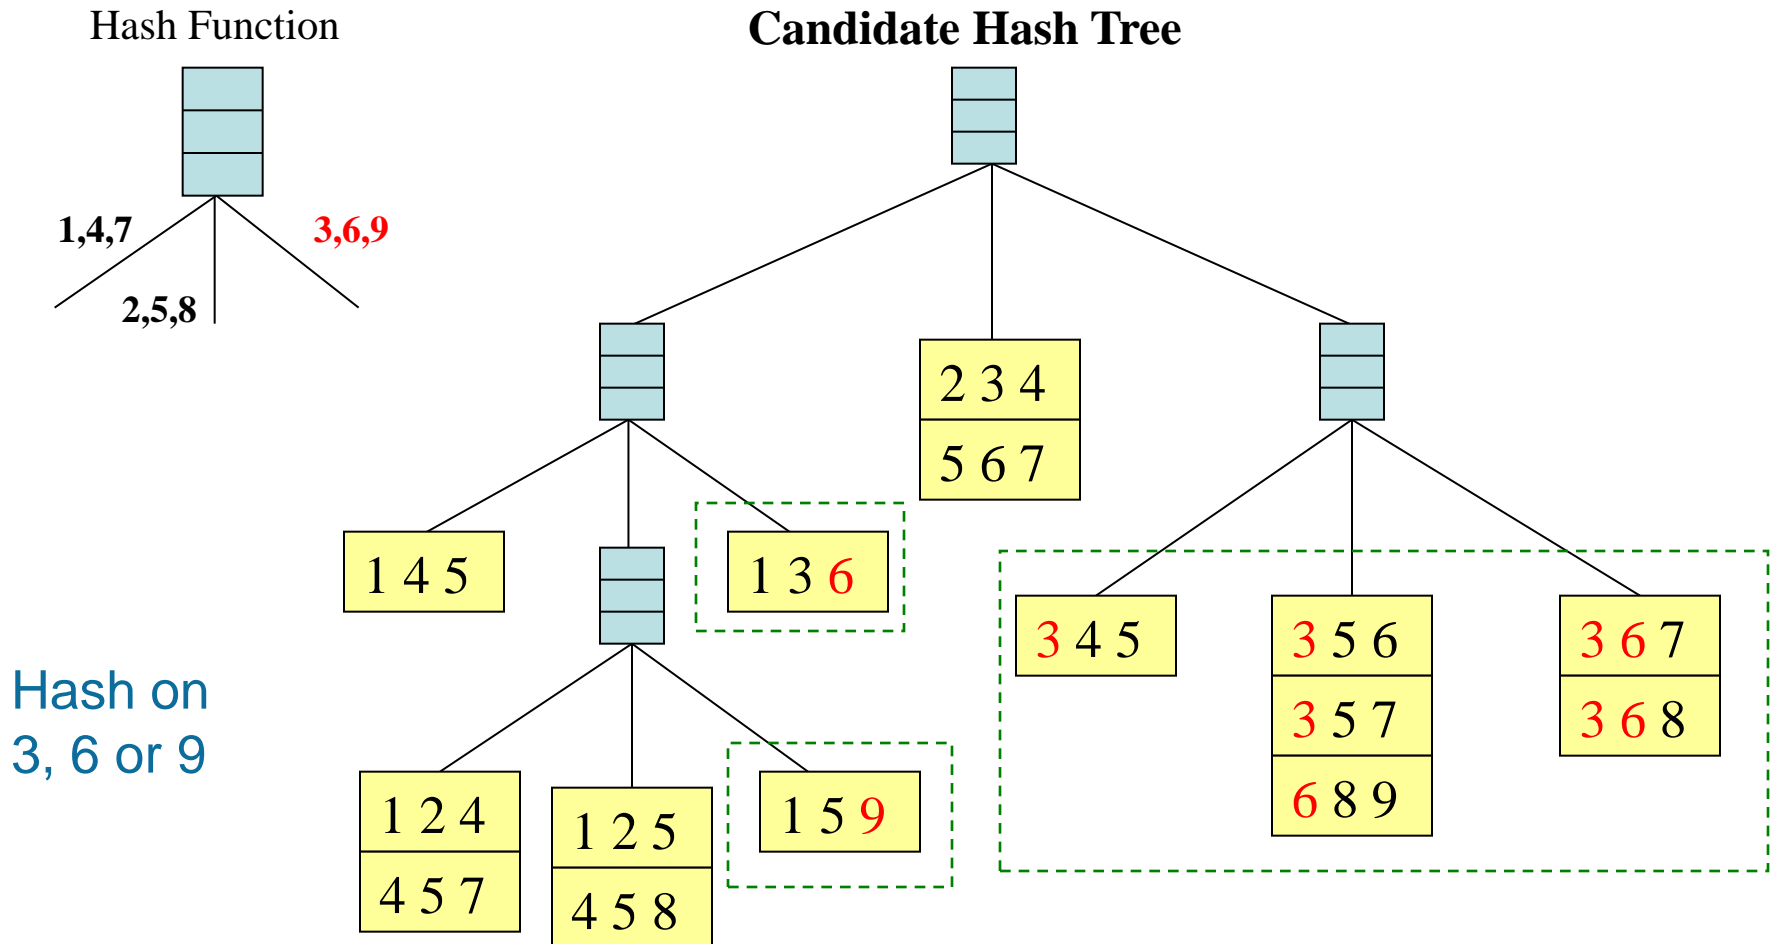 Hash Function
Candidate Hash Tree
1,4,7
3,6,9
2,5,8
2 3 4
5 6 7
1 4 5
1 3 6
3 4 5
3 5 6
3 6 7
3 5 7
3 6 8
6 8 9
Hash on
3, 6 or 9
1 2 4
1 2 5
1 5 9
4 5 7
4 5 8